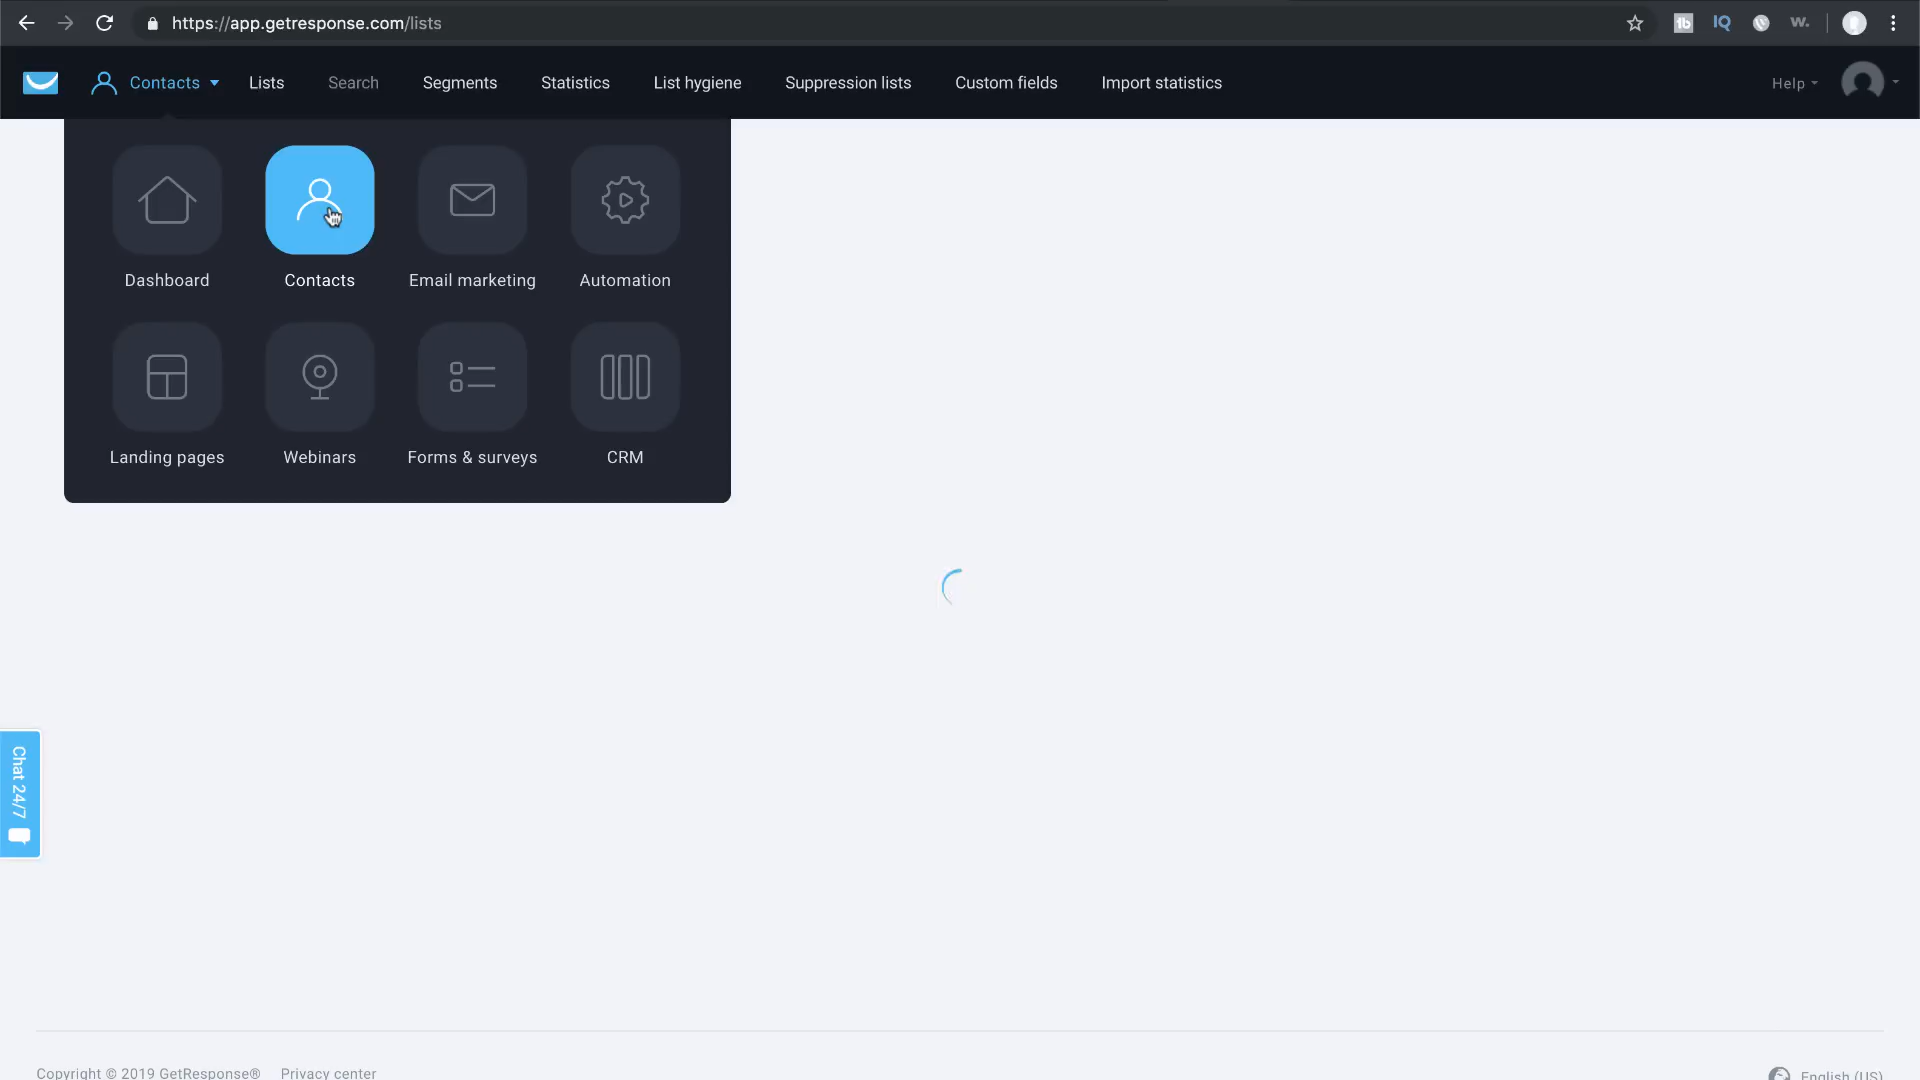 https://app.getresponse.com/lists
tb IQ w.
Contacts Lists Search Segments Statistics List hygiene Suppression lists Custom fields Import statistics Help
Dashboard Contacts Email marketing Automation
Landing pages Webinars Forms & surveys CRM
Chat 24/7
Copyright © 2019 GetResponse® Privacy center English (US)